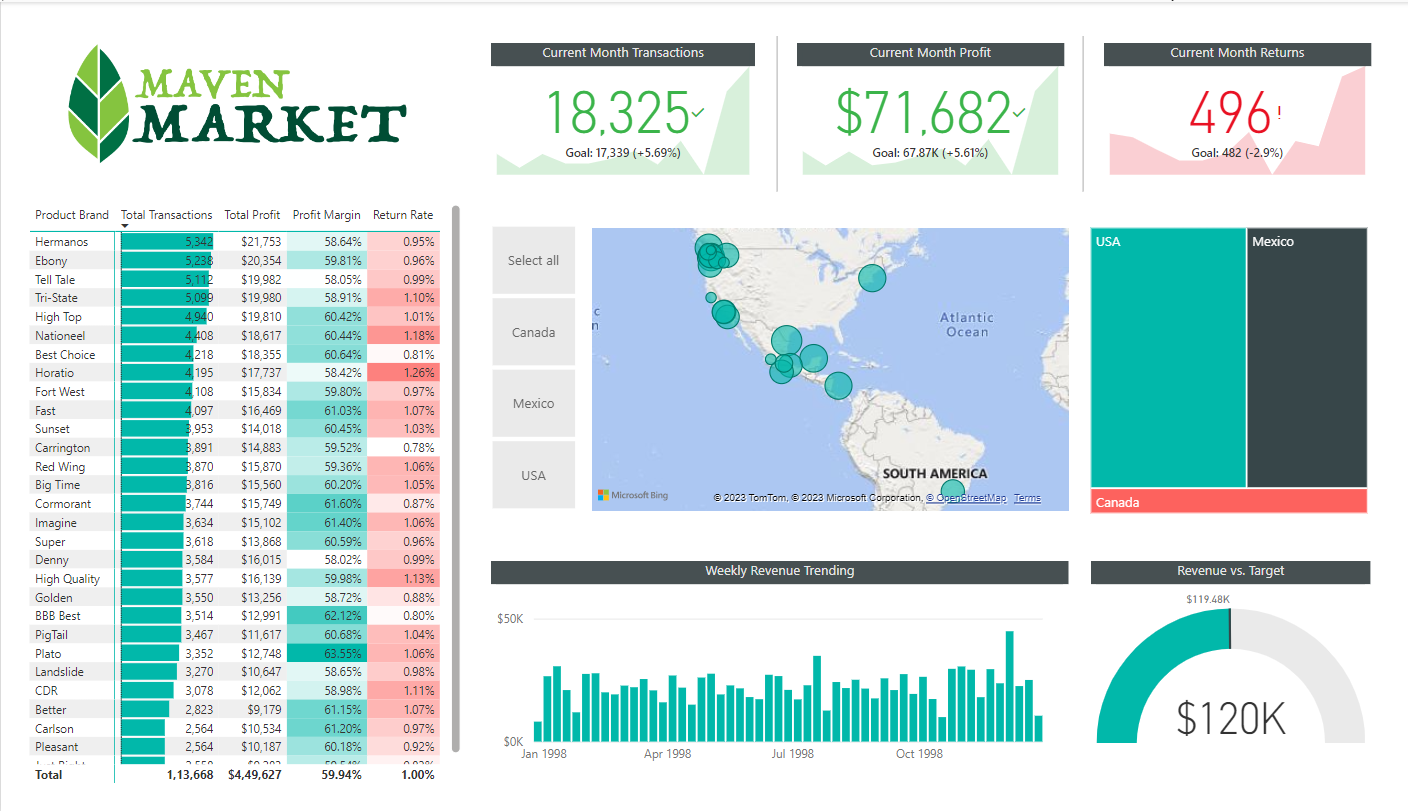 MAVEN
MARKET
Current Month Transactions
18,325
Goal: 17,339 (+5.69%)
Current Month Profit
$71,682
Goal: 67.87K (+5.61%)
Current Month Returns
496!
Goal: 482 (-2.9%)
Product Brand Total Transactions Total Profit Profit Margin Return Rate
Hermanos 5,342 $21,753 58.64% 0.95%
Ebony 5,238 $20,354 59.81% 0.96%
Tell Tale 5,112 $19,982 58.05% 0.99%
Tri-State 5,099 $19,980 58.91% 1.10%
High Top 4,940 $19,810 60.42% 1.01%
Nationeel 4,408 $18,617 60.44% 1.18%
Best Choice 4,218 $18,355 60.64% 0.81%
Horatio 4,195 $17,737 58.42% 1.26%
Fort West 4,108 $15,834 59.80% 0.97%
Fast 4,097 $16,469 61.03% 1.07%
Sunset 3,953 $14,018 60.45% 1.03%
Carrington 3,891 $14,883 59.52% 0.78%
Red Wing 3,870 $15,870 59.36% 1.06%
Big Time 3,816 $15,560 60.20% 1.05%
Cormorant 3,744 $15,749 61.60% 0.87%
Imagine 3,634 $15,102 61.40% 1.06%
Super 3,618 $13,868 60.59% 0.96%
Denny 3,584 $16,015 58.02% 0.99%
High Quality 3,577 $16,139 59.98% 1.13%
Golden 3,550 $13,256 58.72% 0.88%
BBB Best 3,514 $12,991 62.12% 0.80%
PigTail 3,467 $11,617 60.68% 1.04%
Plato 3,352 $12,748 63.55% 1.06%
Landslide 3,270 $10,647 58.65% 0.98%
CDR 3,078 $12,062 58.98% 1.11%
Better 2,823 $9,179 61.15% 1.07%
Carlson 2,564 $10,534 61.20% 0.97%
Pleasant 2,564 $10,187 60.18% 0.92%
Total 1,13,668 $4,49,627 59.94% 1.00%
Select all
Canada
Mexico
USA
c
n
Atlantic
Ocean
SOUTH AMERICA
Microsoft Bing
© 2023 TomTom, © 2023 Microsoft Corporation, © OpenStreetMap Terms
USA
Mexico
Canada
Weekly Revenue Trending
$50K
$0K
Jan 1998 Apr 1998 Jul 1998 Oct 1998
Revenue vs. Target
$119.48K
$120K